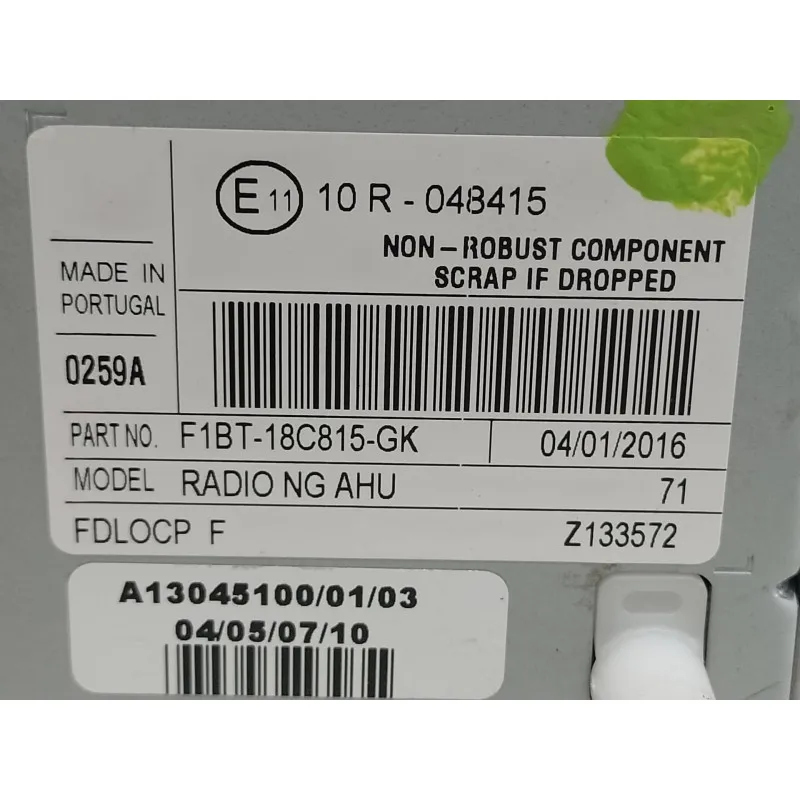 E 11 10 R - 048415
NON-ROBUST COMPONENT
SCRAP IF DROPPED
MADE IN
PORTUGAL
0259A
PART NO. F1BT-18C815-GK 04/01/2016
MODEL RADIO NG AHU 71
FDLOCP F Z133572
A13045100/01/03
04/05/07/10